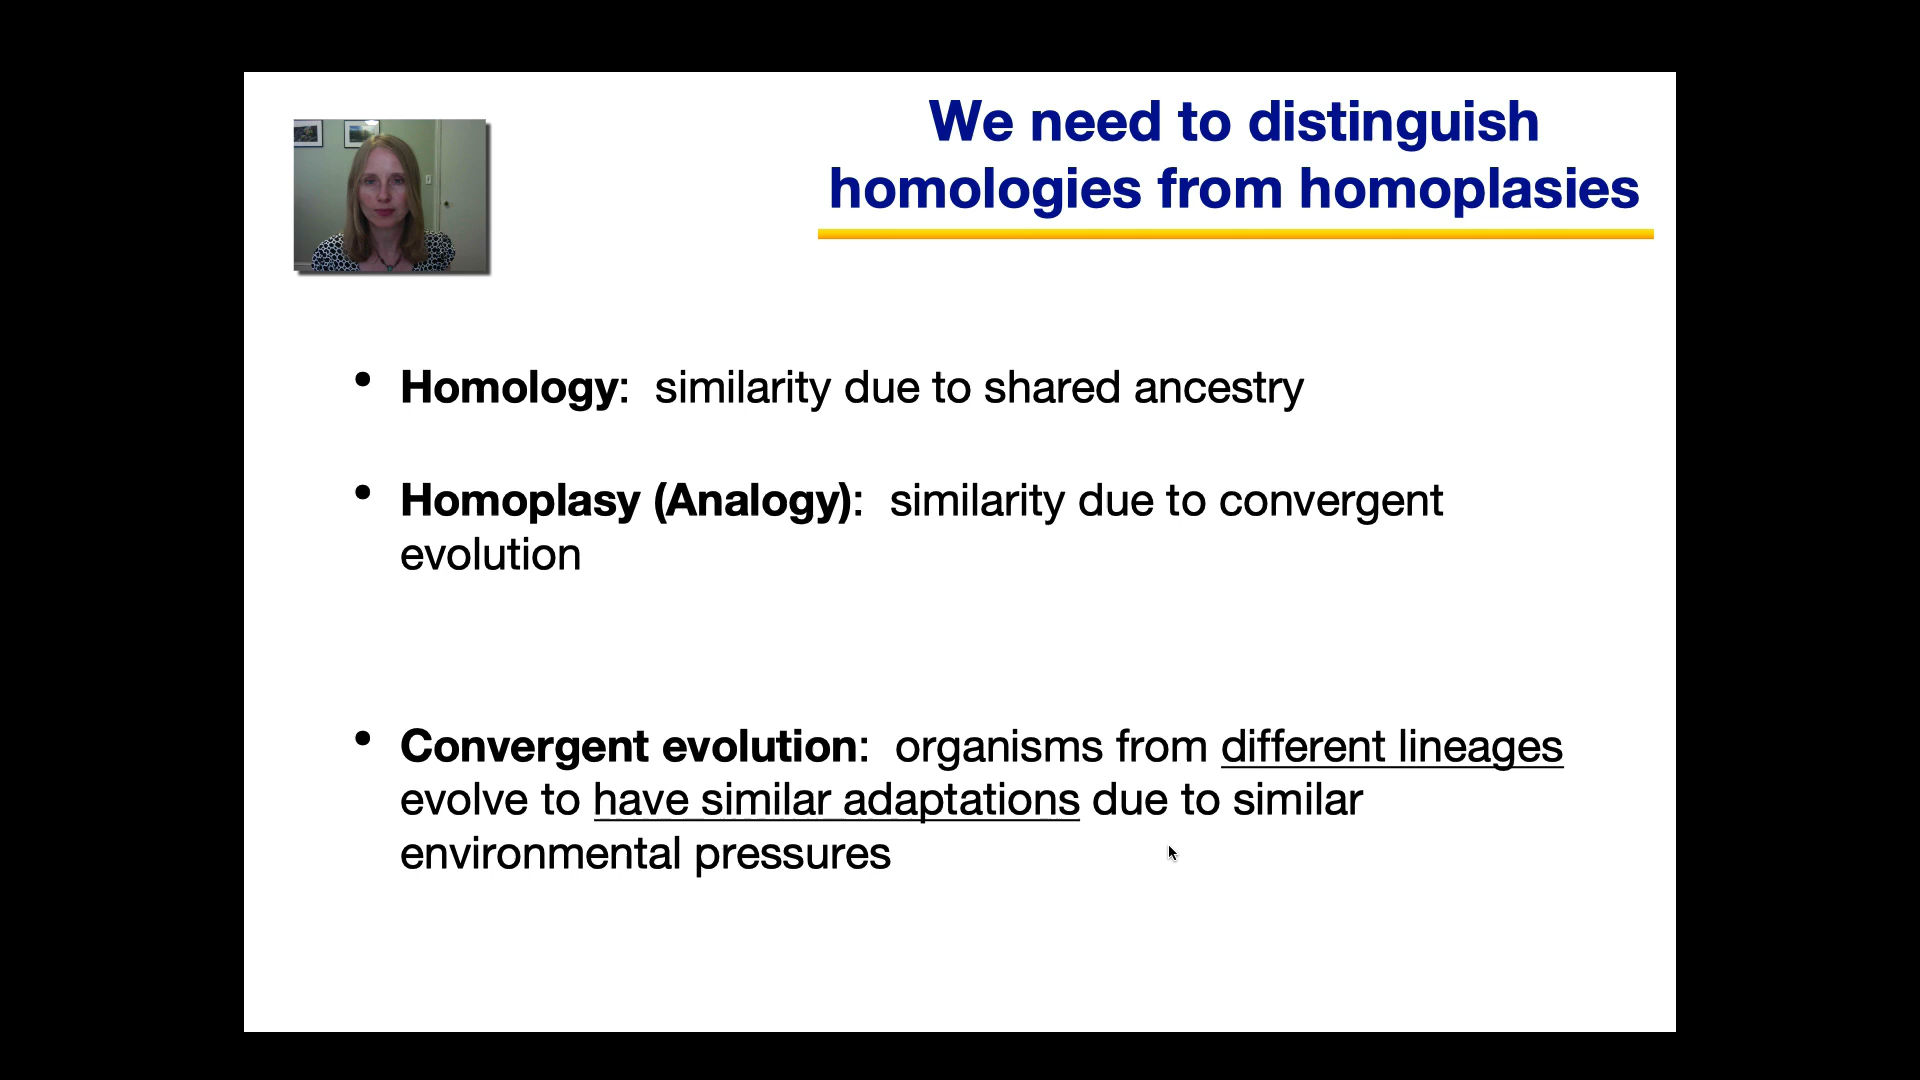 We need to distinguish
homologies from homoplasies
• Homology: similarity due to shared ancestry
• Homoplasy (Analogy): similarity due to convergent
evolution
• Convergent evolution: organisms from different lineages
evolve to have similar adaptations due to similar
environmental pressures